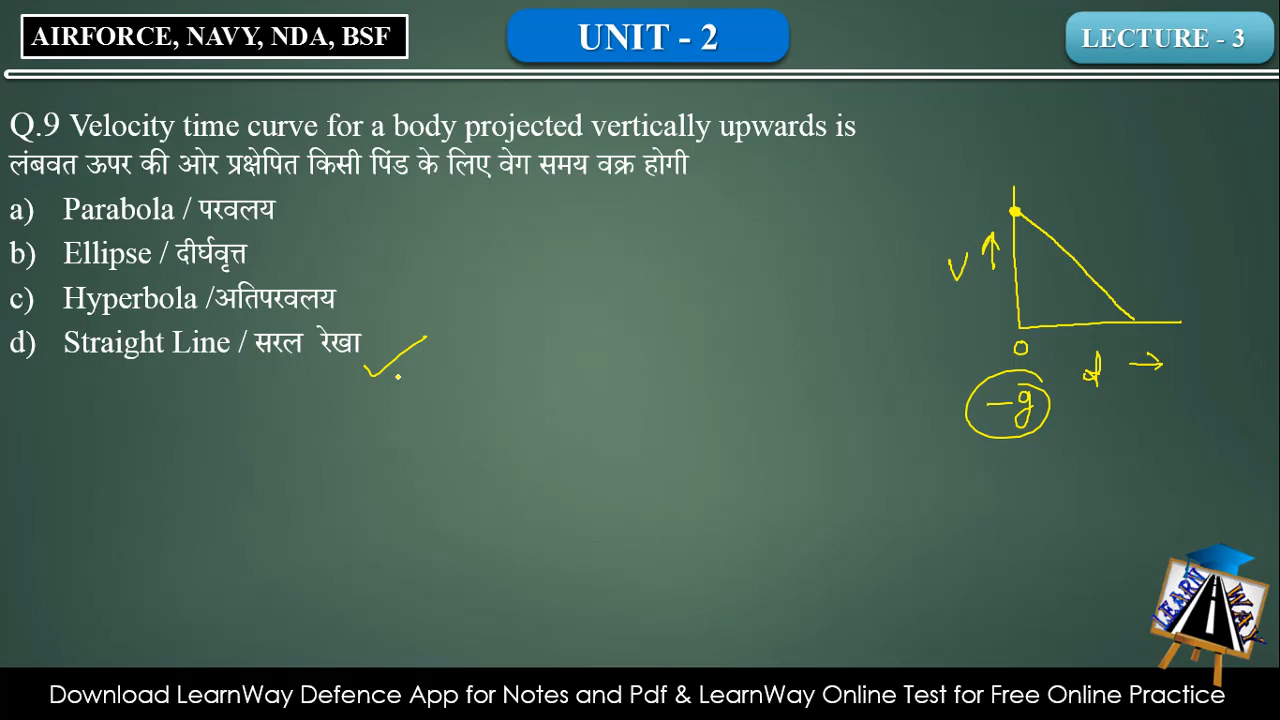 AIRFORCE, NAVY, NDA, BSF
UNIT - 2
LECTURE - 3
Q.9 Velocity time curve for a body projected vertically upwards is
लंबवत ऊपर की ओर प्रक्षेपित किसी पिंड के लिए वेग समय वक्र होगी
a) Parabola / परवलय
b) Ellipse / दीर्घवृत्त
c) Hyperbola /अतिपरवलय
d) Straight Line / सरल रेखा
V ↑
0
→
-g
LEARN WAY
Download LearnWay Defence App for Notes and Pdf & LearnWay Online Test for Free Online Practice